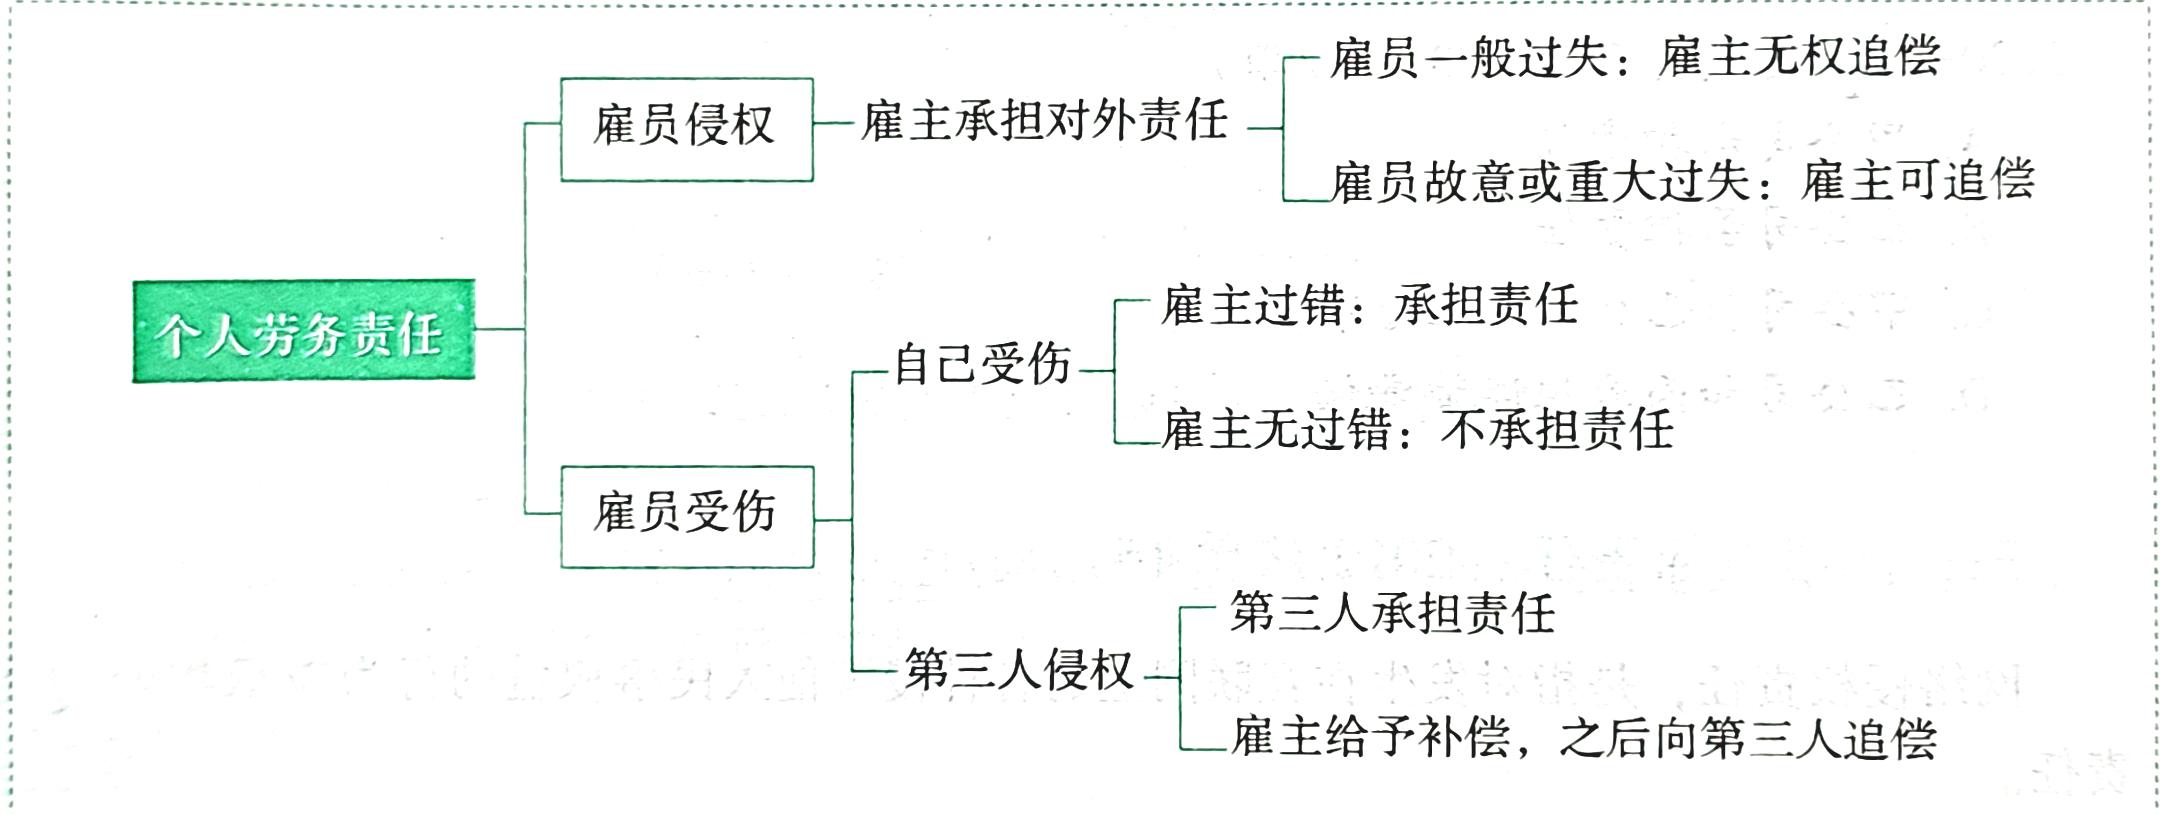 个人劳务责任
雇员侵权
雇主承担对外责任
雇员一般过失：雇主无权追偿
雇员故意或重大过失：雇主可追偿
雇员受伤
自己受伤
雇主过错：承担责任
雇主无过错：不承担责任
第三人侵权
第三人承担责任
雇主给予补偿，之后向第三人追偿